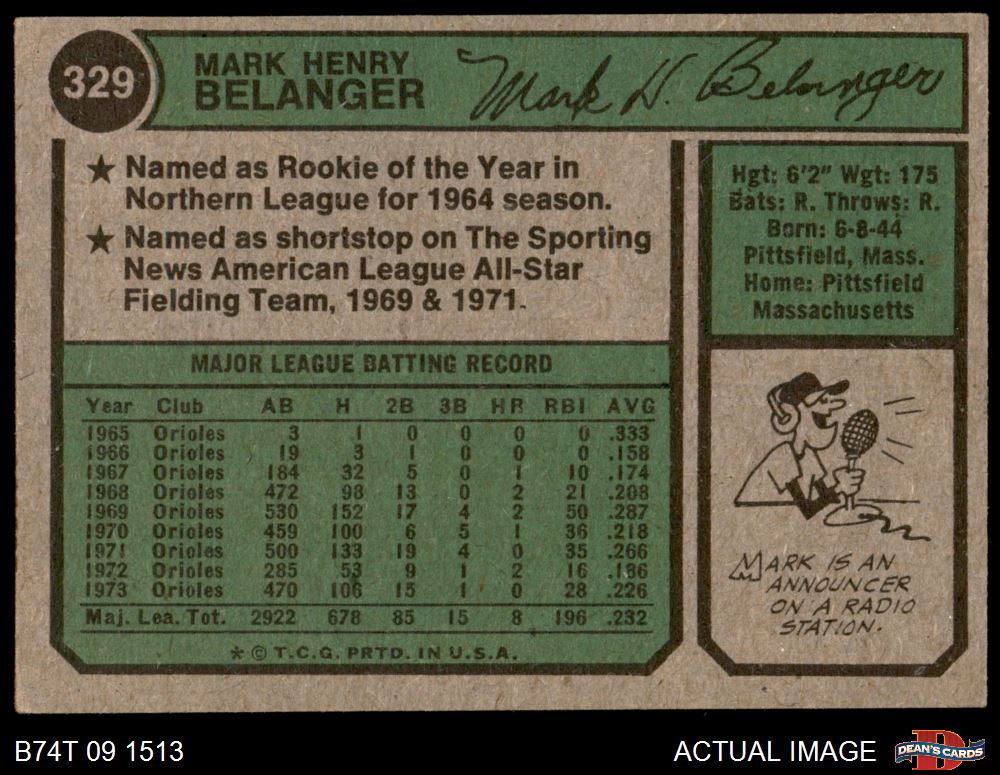 329
MARK HENRY
BELANGER
Mark H. Belanger
★ Named as Rookie of the Year in
Northern League for 1964 season.
★ Named as shortstop on The Sporting
News American League All-Star
Fielding Team, 1969 & 1971.
Hgt: 6'2" Wgt: 175
Bats: R. Throws: R.
Born: 6-8-44
Pittsfield, Mass.
Home: Pittsfield
Massachusetts
MAJOR LEAGUE BATTING RECORD
Year Club AB H 2B 3B HR RBI AVG
1965 Orioles 3 1 0 0 0 0 .333
1966 Orioles 19 3 1 0 0 0 .158
1967 Orioles 184 32 5 0 1 10 .174
1968 Orioles 472 98 13 0 2 21 .208
1969 Orioles 530 152 17 4 2 50 .287
1970 Orioles 459 100 6 5 1 36 .218
1971 Orioles 500 133 19 4 0 35 .266
1972 Orioles 285 53 9 1 2 16 .186
1973 Orioles 470 106 15 1 0 28 .226
Maj. Lea. Tot. 2922 678 85 15 8 196 .232
* © T.C.G. PRTD. IN U.S.A.
MARK IS AN
ANNOUNCER
ON A RADIO
STATION.
B74T 09 1513
ACTUAL IMAGE
D
DEAN'S CARDS